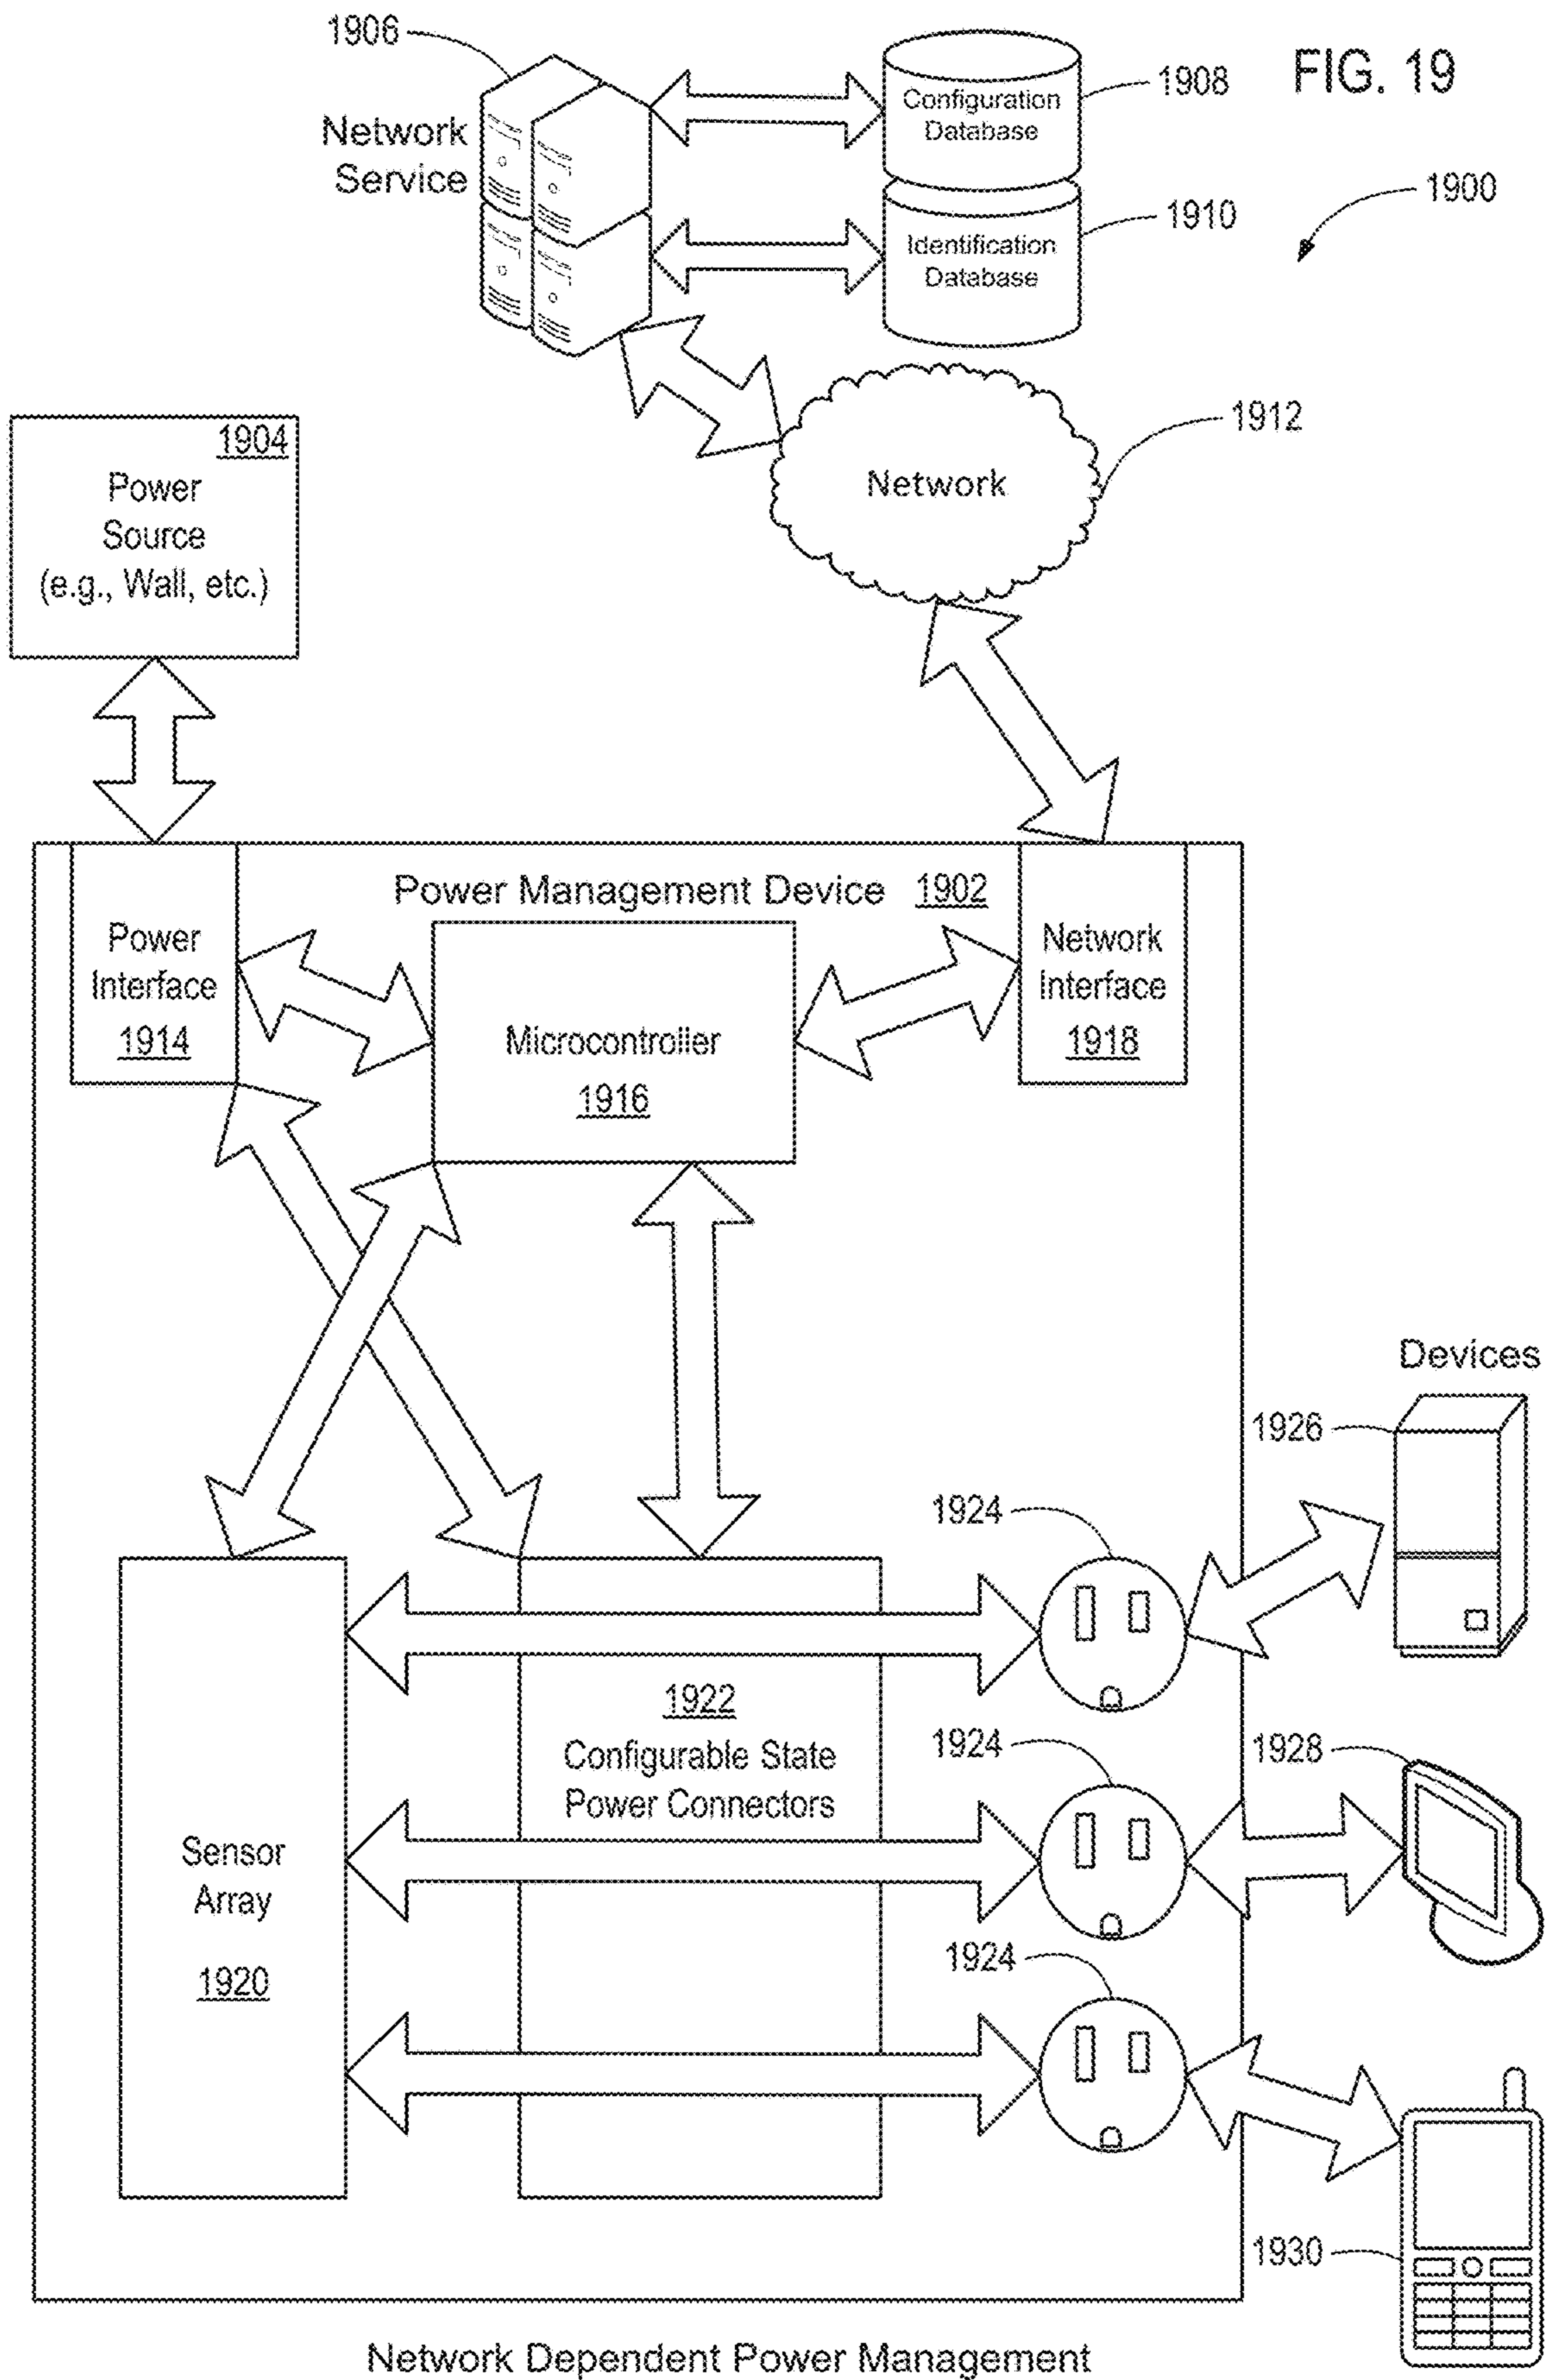 FIG. 19
1906
Network
Service
Configuration
Database
1908
Identification
Database
1910
1900
1904
Power
Source
(e.g., Wall, etc.)
Network
1912
Power Management Device 1902
Power
Interface
1914
Microcontroller
1916
Network
Interface
1918
Devices
1926
1924
1922
Configurable State
Power Connectors
1924
1928
Sensor
Array
1920
1924
1930
Network Dependent Power Management